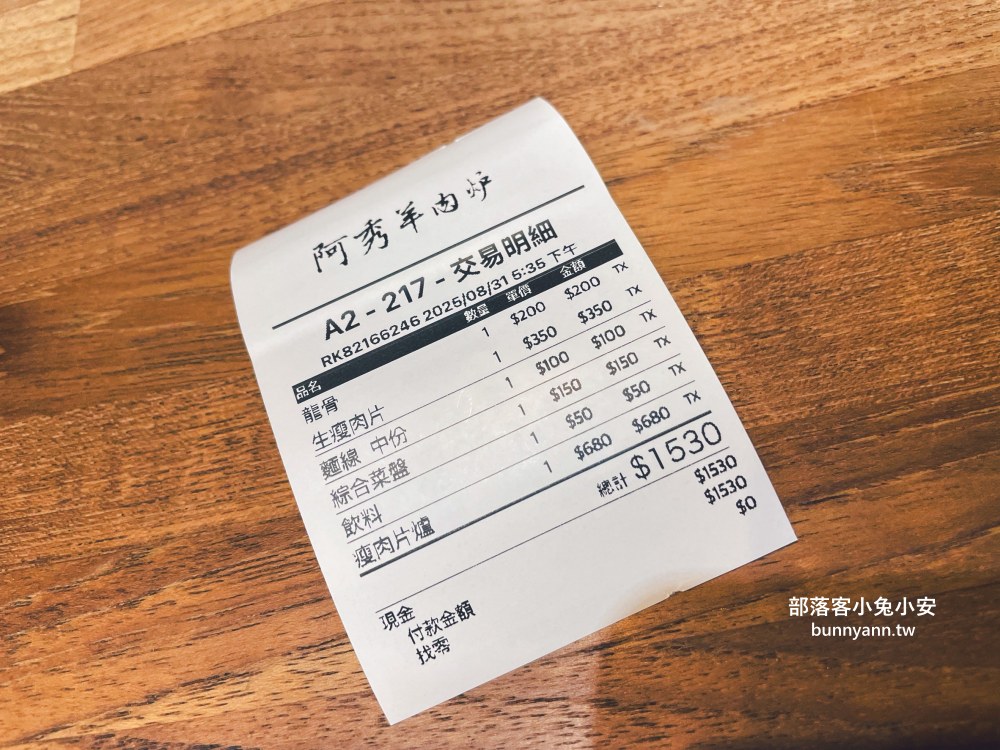 阿秀羊肉炉
A2 - 217 - 交易明細
RK82166246 2025/08/31 5:35 下午
品名 數量 單價 金額
龍骨 1 $200 $200 TX
生瘦肉片 1 $350 $350 TX
麵線 中份 1 $100 $100 TX
綜合菜盤 1 $150 $150 TX
飲料 1 $50 $50 TX
瘦肉片爐 1 $680 $680 TX
總計 $1530
現金 $1530
付款金額 $1530
找零 $0
部落客小兔小安
bunnyann.tw